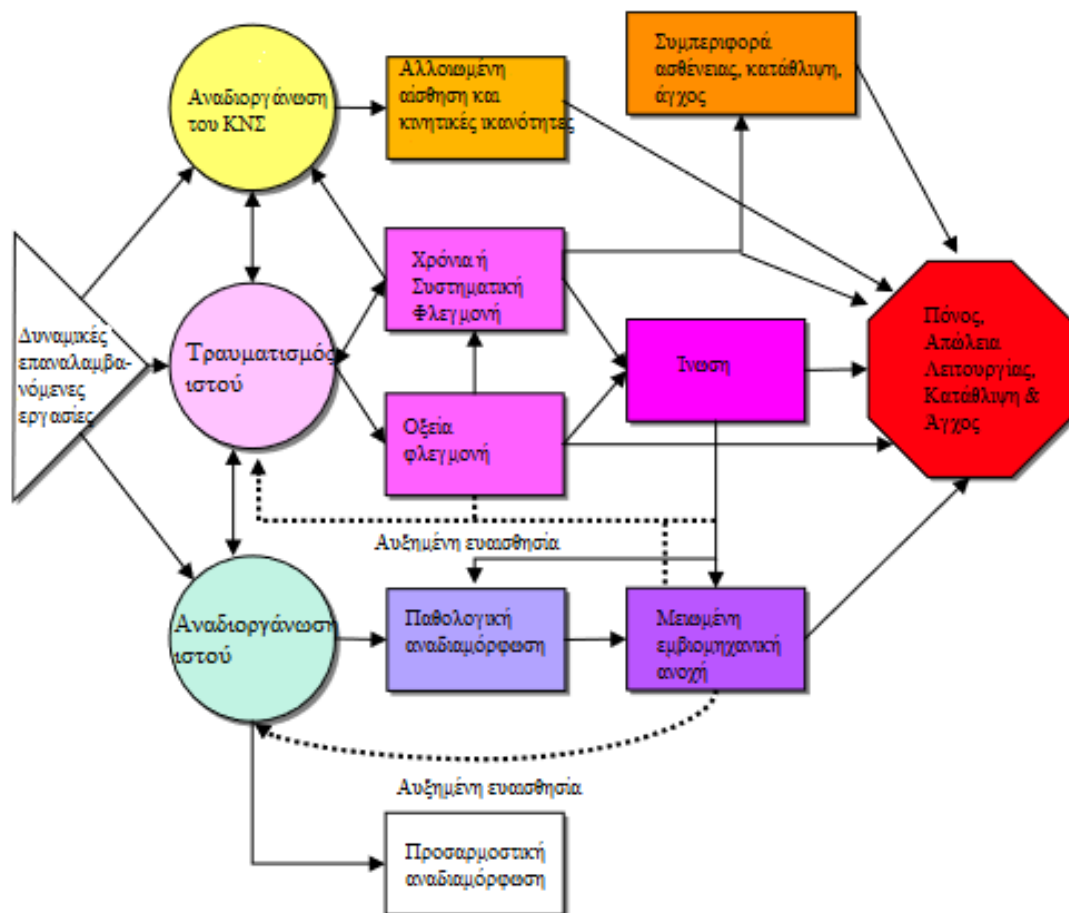 Αναδιοργάνωση
του ΚΝΣ
Αλλοιωμένη
αίσθηση και
κινητικές ικανότητες
Συμπεριφορά
ασθένειας, κατάθλιψη,
άγχος
Δυναμικές
επαναλαμβα-
νόμενες
εργασίες
Τραυματισμός
ιστού
Χρόνια ή
Συστηματική
Φλεγμονή
Οξεία
φλεγμονή
Ίνωση
Πόνος,
Απώλεια
Λειτουργίας,
Κατάθλιψη &
Άγχος
Αυξημένη ευαισθησία
Αναδιοργάνωση
ιστού
Παθολογική
αναδιαμόρφωση
Μειωμένη
εμβιομηχανική
ανοχή
Αυξημένη ευαισθησία
Προσαρμοστική
αναδιαμόρφωση